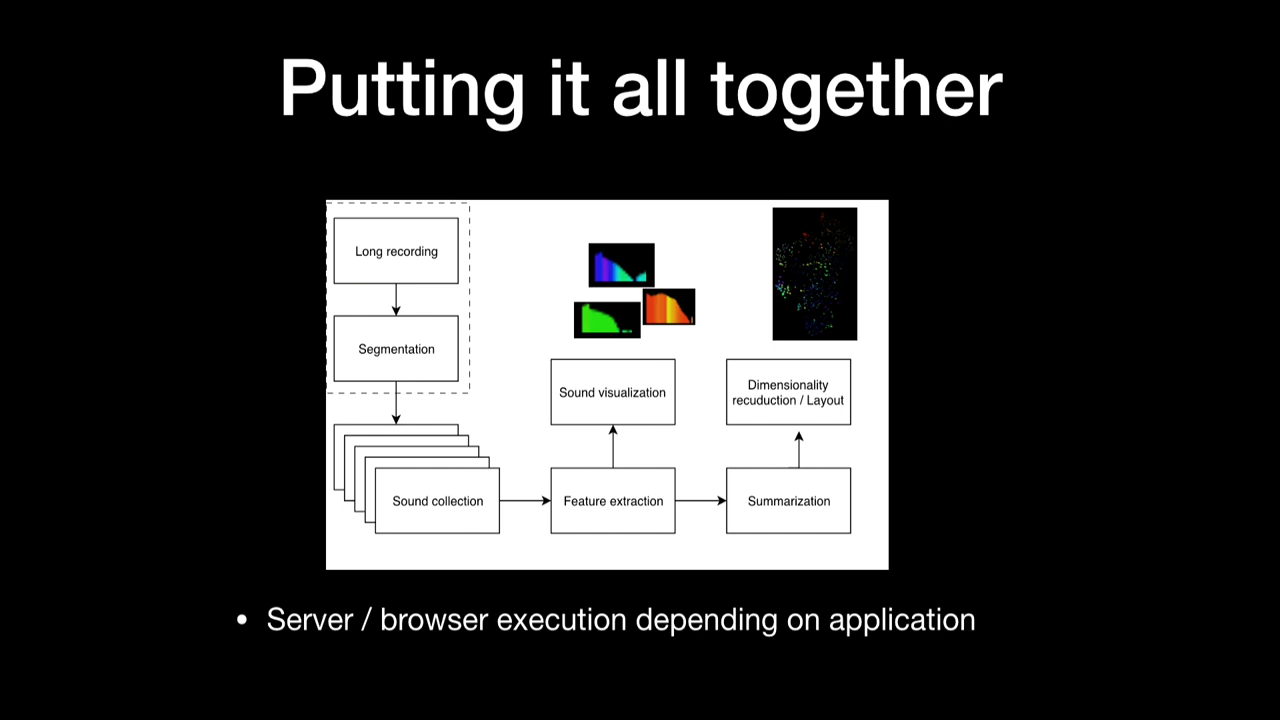 Putting it all together
Long recording
Segmentation
Sound visualization
Dimensionality
recuduction / Layout
Sound collection
Feature extraction
Summarization
• Server / browser execution depending on application